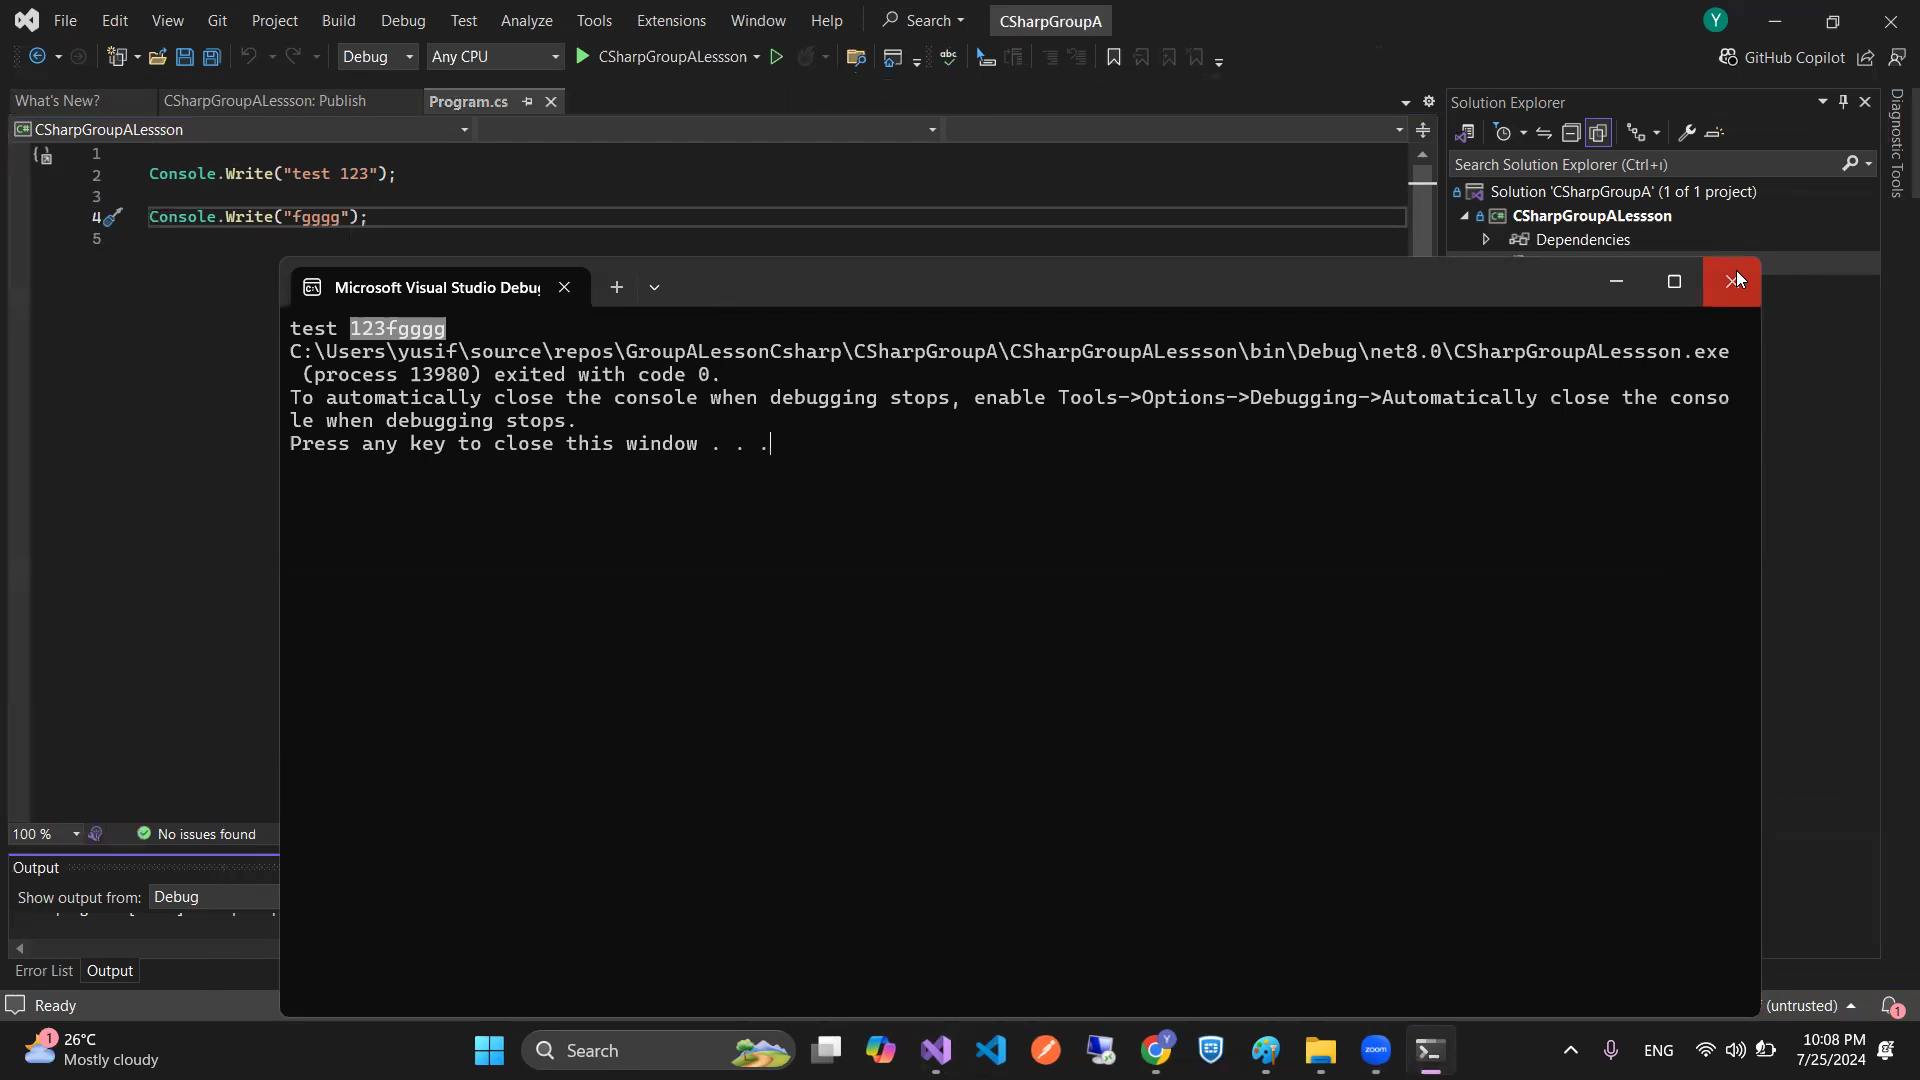 File Edit View Git Project Build Debug Test Analyze Tools Extensions Window Help Search CSharpGroupA Y
Debug Any CPU CSharpGroupALessson abc GitHub Copilot
What's New? CSharpGroupALessson: Publish Program.cs
C# CSharpGroupALessson
1
2 Console.Write("test 123");
3
4 Console.Write("fgggg");
5
Solution Explorer
Search Solution Explorer (Ctrl+ı)
Solution 'CSharpGroupA' (1 of 1 project)
C# CSharpGroupALessson
Dependencies
Diagnostic Tools
Microsoft Visual Studio Debug
test 123fgggg
C:\Users\yusif\source\repos\GroupALessonCsharp\CSharpGroupA\CSharpGroupALessson\bin\Debug\net8.0\CSharpGroupALessson.exe
(process 13980) exited with code 0.
To automatically close the console when debugging stops, enable Tools->Options->Debugging->Automatically close the conso
le when debugging stops.
Press any key to close this window . . .
100 % No issues found
Output
Show output from: Debug
Error List Output
Ready (untrusted) 1
1 26°C
Mostly cloudy
Search
zoom
ENG
10:08 PM
7/25/2024